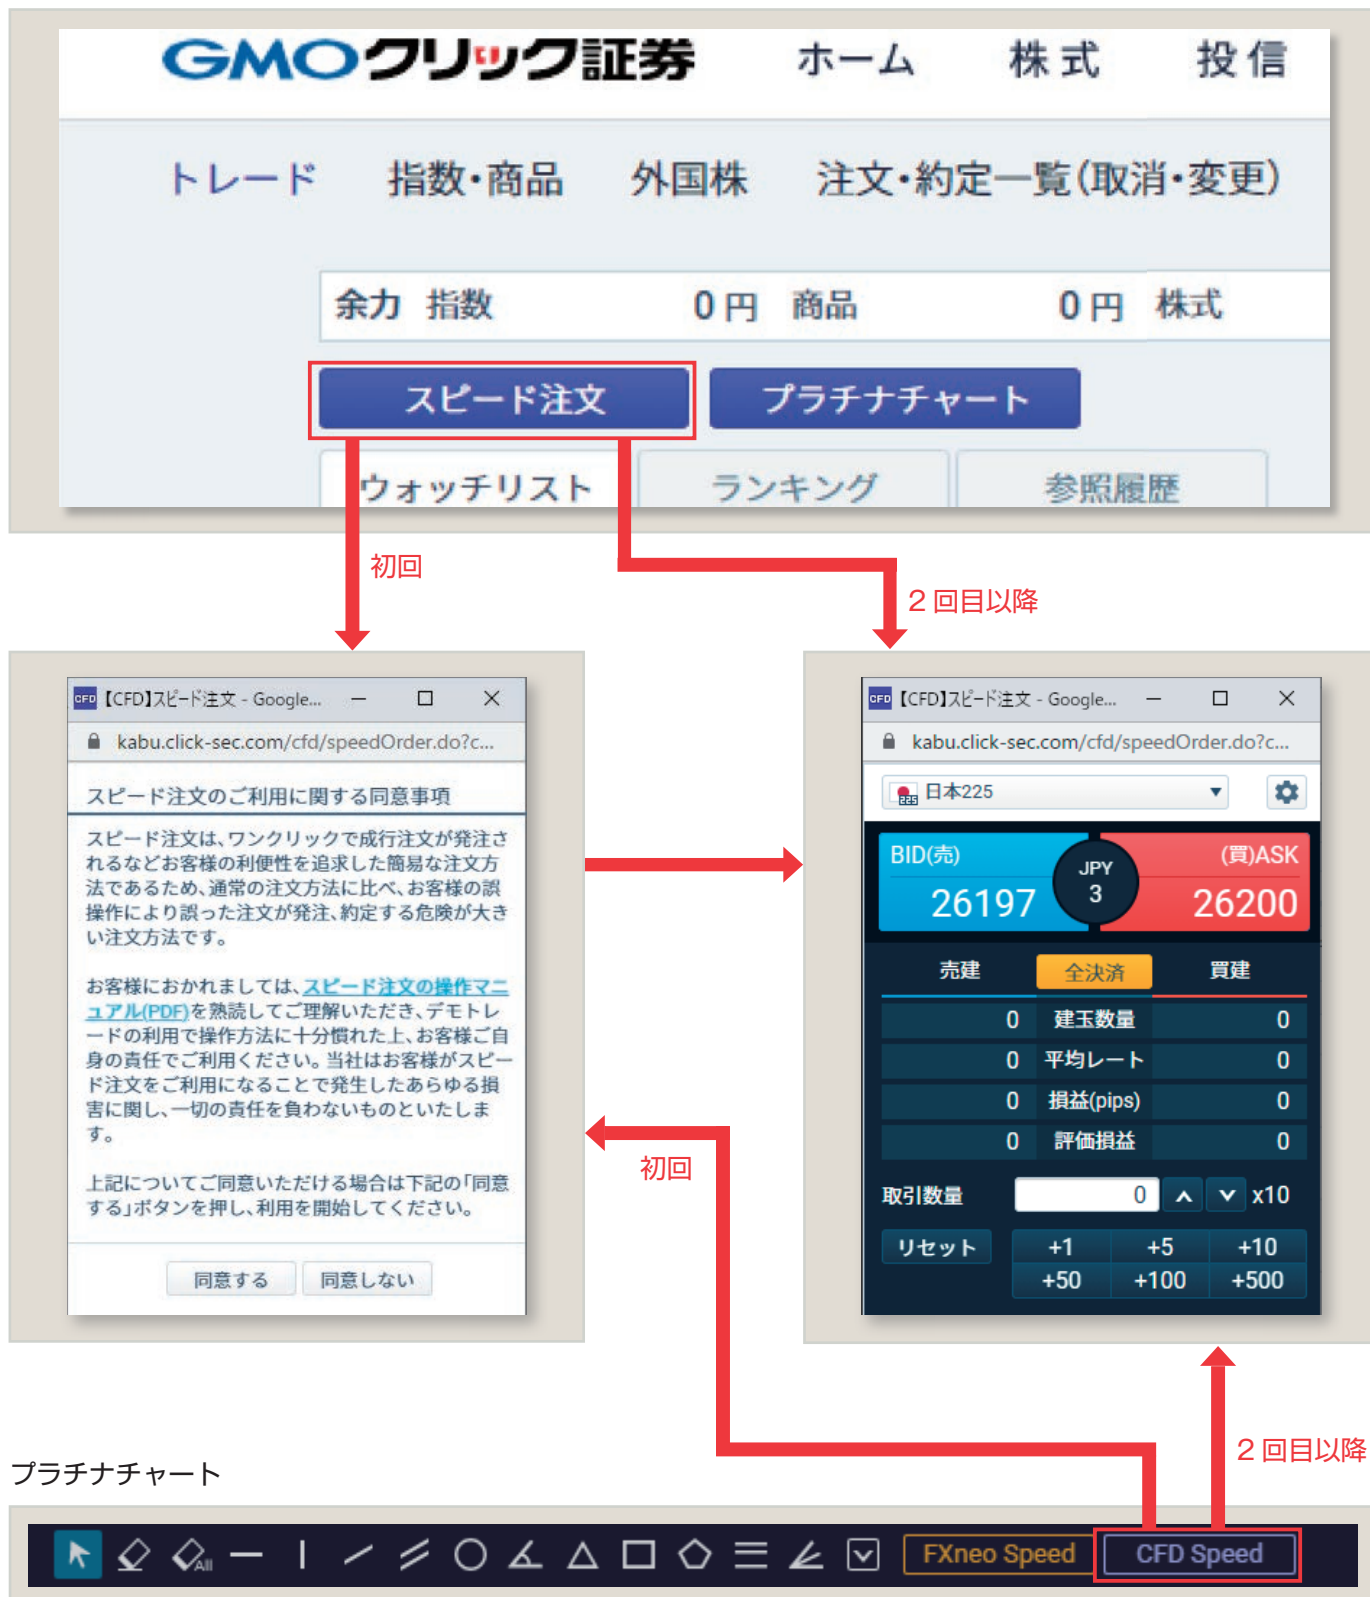 GMOクリック証券 ホーム 株式 投信
トレード 指数・商品 外国株 注文・約定一覧(取消・変更)
余力 指数 0円 商品 0円 株式
スピード注文 プラチナチャート
ウォッチリスト ランキング 参照履歴
初回
2回目以降
CFD 【CFD】スピード注文 - Google...
kabu.click-sec.com/cfd/speedOrder.do?c...
スピード注文のご利用に関する同意事項
スピード注文は、ワンクリックで成行注文が発注さ
れるなどお客様の利便性を追求した簡易な注文方
法であるため、通常の注文方法に比べ、お客様の誤
操作により誤った注文が発注、約定する危険が大き
い注文方法です。
お客様におかれましては、スピード注文の操作マニ
ュアル(PDF)を熟読してご理解いただき、デモトレ
ードの利用で操作方法に十分慣れた上、お客様ご自
身の責任でご利用ください。当社はお客様がスピー
ド注文をご利用になることで発生したあらゆる損
害に関し、一切の責任を負わないものといたしま
す。
上記についてご同意いただける場合は下記の「同意
する」ボタンを押し、利用を開始してください。
同意する 同意しない
CFD 【CFD】スピード注文 - Google...
kabu.click-sec.com/cfd/speedOrder.do?c...
225 日本225
BID(売) JPY (買)ASK
26197 3 26200
売建 全決済 買建
0 建玉数量 0
0 平均レート 0
0 損益(pips) 0
0 評価損益 0
取引数量 0 x10
リセット +1 +5 +10
+50 +100 +500
初回
2回目以降
プラチナチャート
All FXneo Speed CFD Speed